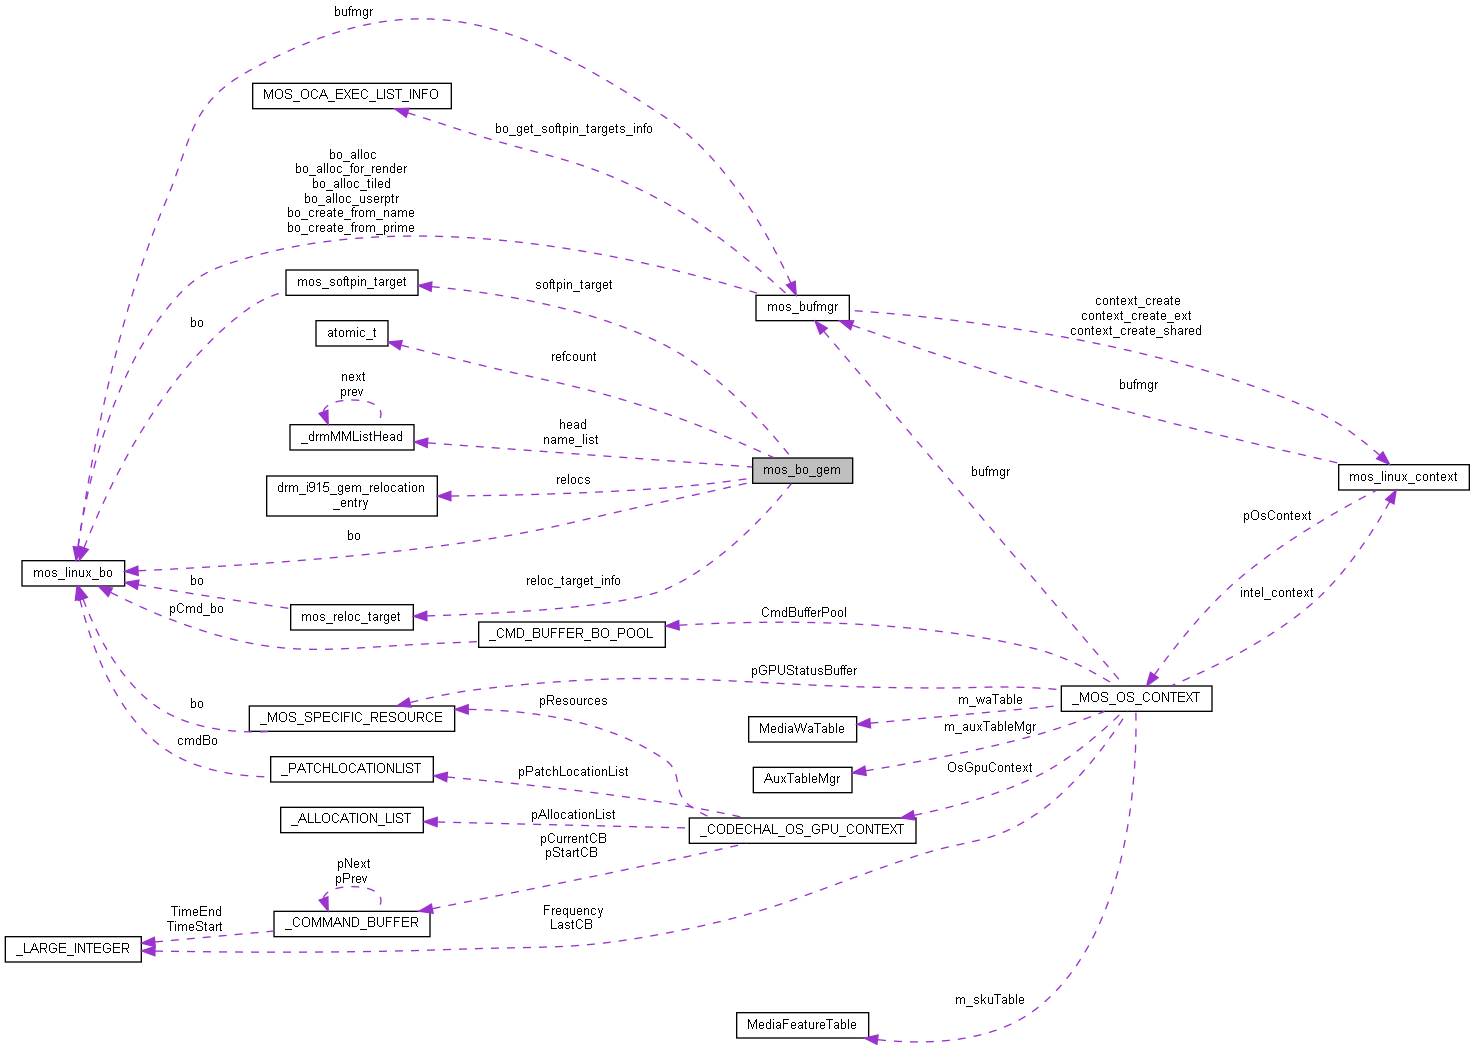 bufmgr
MOS_OCA_EXEC_LIST_INFO
bo_get_softpin_targets_info
bo_alloc
bo_alloc_for_render
bo_alloc_tiled
bo_alloc_userptr
bo_create_from_name
bo_create_from_prime
mos_softpin_target
softpin_target
mos_bufmgr
context_create
context_create_ext
context_create_shared
bo
atomic_t
refcount
next
prev
bufmgr
_drmMMListHead
head
name_list
mos_bo_gem
bufmgr
mos_linux_context
drm_i915_gem_relocation
_entry
relocs
pOsContext
bo
mos_linux_bo
bo
reloc_target_info
intel_context
pCmd_bo
mos_reloc_target
CmdBufferPool
_CMD_BUFFER_BO_POOL
pGPUStatusBuffer
_MOS_OS_CONTEXT
bo
pResources
m_waTable
_MOS_SPECIFIC_RESOURCE
MediaWaTable
m_auxTableMgr
cmdBo
_PATCHLOCATIONLIST
pPatchLocationList
OsGpuContext
AuxTableMgr
_ALLOCATION_LIST
pAllocationList
_CODECHAL_OS_GPU_CONTEXT
pCurrentCB
pStartCB
pNext
pPrev
TimeEnd
TimeStart
_COMMAND_BUFFER
Frequency
LastCB
_LARGE_INTEGER
m_skuTable
MediaFeatureTable